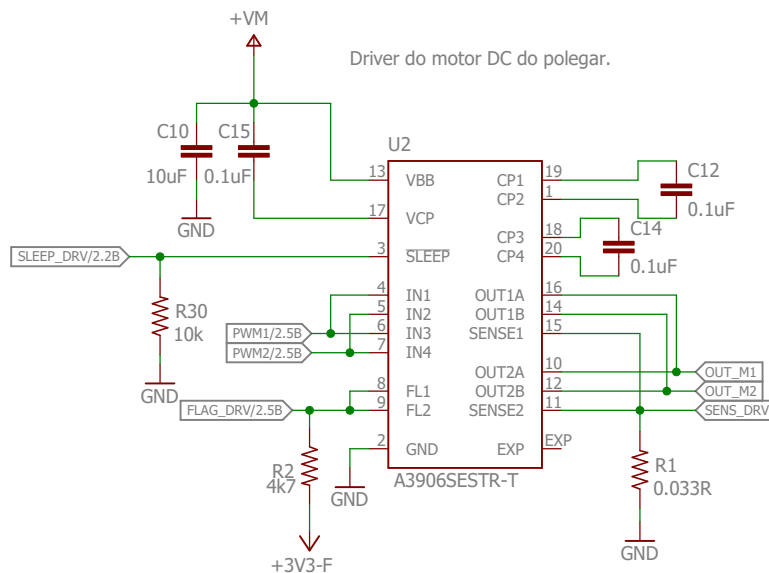 +VM
Driver do motor DC do polegar.
C10
C15
10uF
0.1uF
GND
U2
13
VBB
17
VCP
3
SLEEP
4
IN1
5
IN2
6
IN3
7
IN4
8
FL1
9
FL2
2
GND
CP1
19
CP2
1
CP3
18
CP4
20
OUT1A
16
OUT1B
14
SENSE1
15
OUT2A
10
OUT2B
12
SENSE2
11
EXP
EXP
A3906SESTR-T
C12
0.1uF
C14
0.1uF
SLEEP_DRV/2.2B
R30
10k
GND
PWM1/2.5B
PWM2/2.5B
FLAG_DRV/2.5B
R2
4k7
+3V3-F
GND
OUT_M1
OUT_M2
SENS_DRV
R1
0.033R
GND